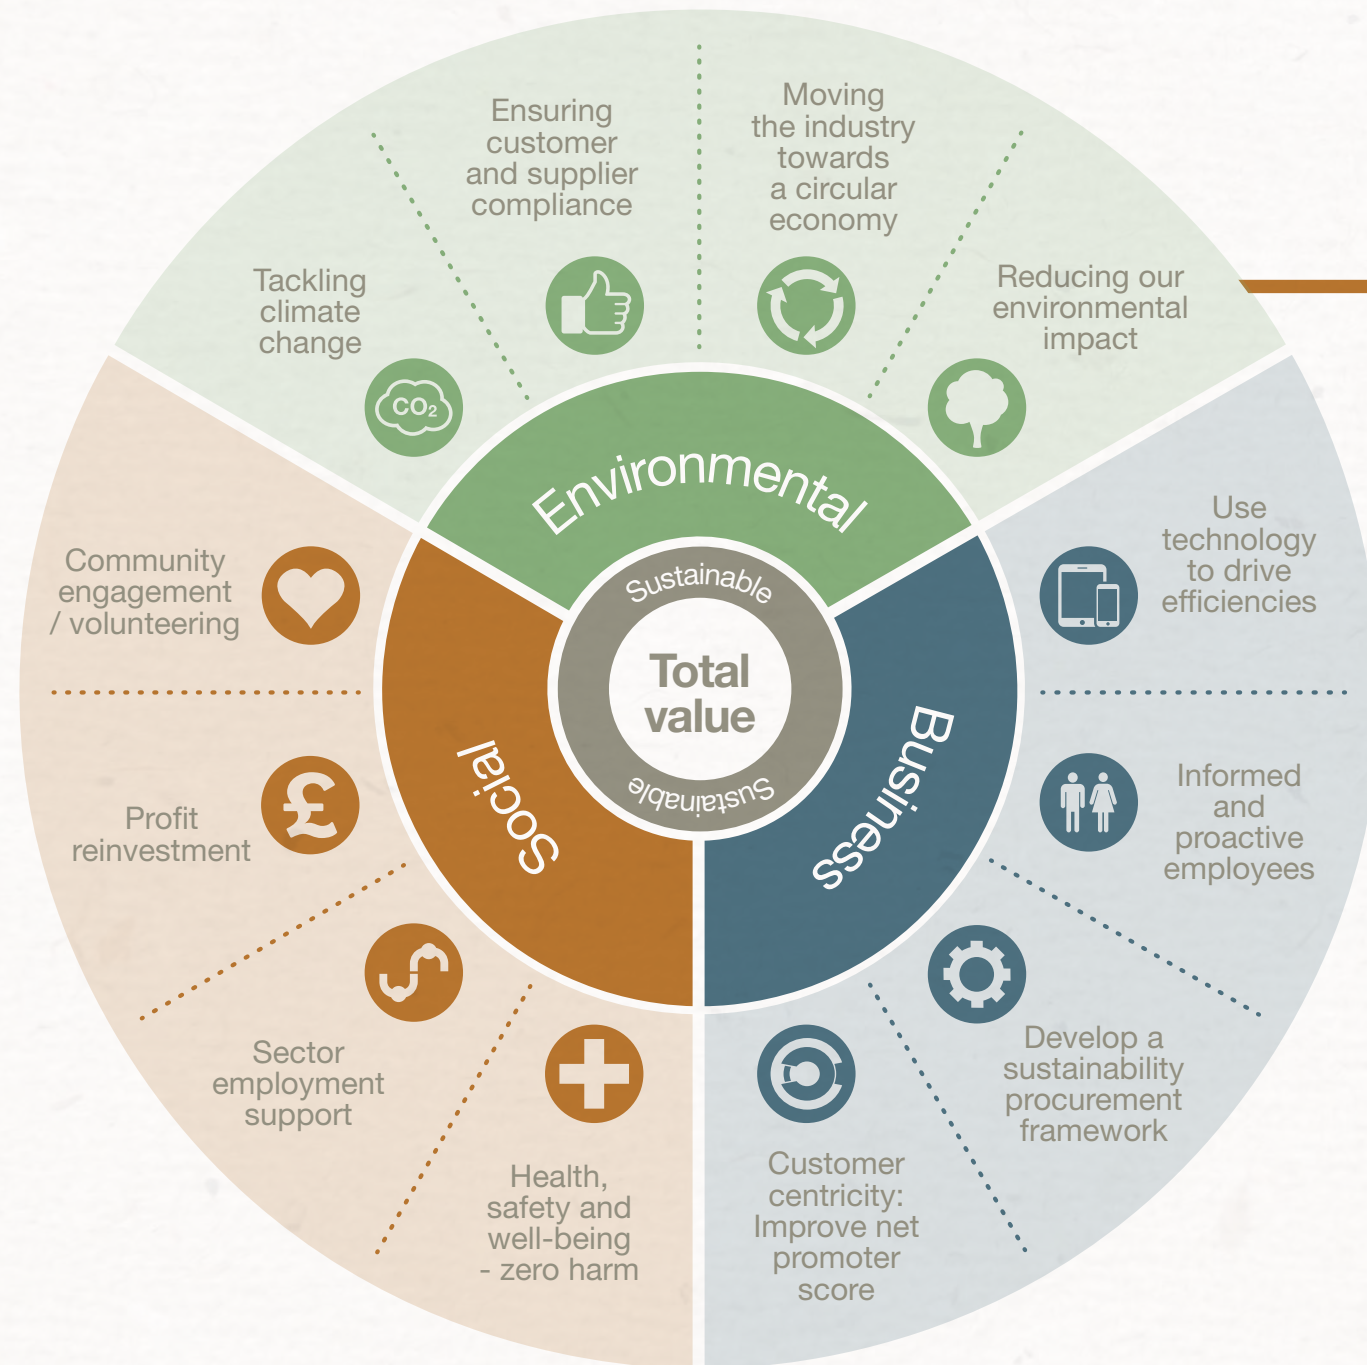 Ensuring
customer
and supplier
compliance
Moving
the industry
towards
a circular
economy
Tackling
climate
change
CO₂
Reducing our
environmental
impact
Environmental
Community
engagement
/ volunteering
Use
technology
to drive
efficiencies
Sustainable
Total
value
Sustainable
Social
Business
£
Profit
reinvestment
Informed
and
proactive
employees
Sector
employment
support
Develop a
sustainability
procurement
framework
Health,
safety and
well-being
- zero harm
Customer
centricity:
Improve net
promoter
score